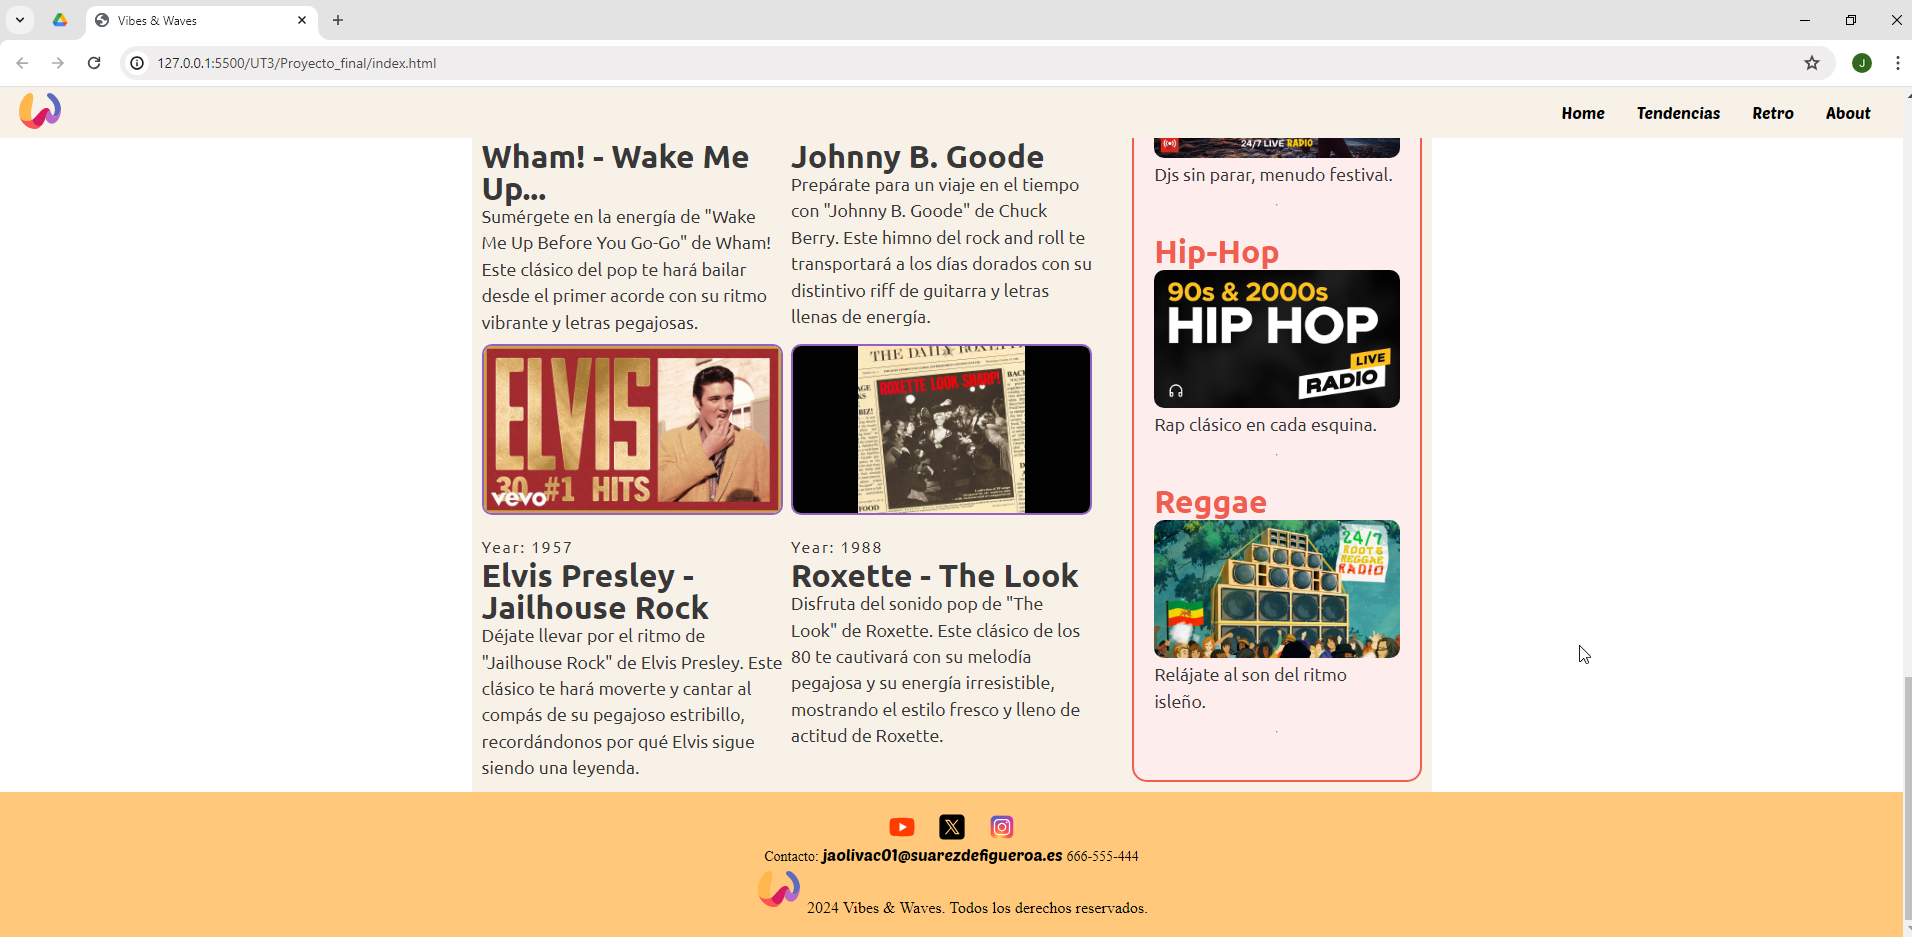 Vibes & Waves
127.0.0.1:5500/UT3/Proyecto_final/index.html
J
Home
Tendencias
Retro
About
Wham! - Wake Me
Up...
Sumérgete en la energía de "Wake
Me Up Before You Go-Go" de Wham!
Este clásico del pop te hará bailar
desde el primer acorde con su ritmo
vibrante y letras pegajosas.
Johnny B. Goode
Prepárate para un viaje en el tiempo
con "Johnny B. Goode" de Chuck
Berry. Este himno del rock and roll te
transportará a los días dorados con su
distintivo riff de guitarra y letras
llenas de energía.
ELVIS
30 #1 HITS
vevo
THE DAILY ROXETTE
ROXETTE LOOK SHARP!
FOOD
Year: 1957
Elvis Presley -
Jailhouse Rock
Déjate llevar por el ritmo de
"Jailhouse Rock" de Elvis Presley. Este
clásico te hará moverte y cantar al
compás de su pegajoso estribillo,
recordándonos por qué Elvis sigue
siendo una leyenda.
Year: 1988
Roxette - The Look
Disfruta del sonido pop de "The
Look" de Roxette. Este clásico de los
80 te cautivará con su melodía
pegajosa y su energía irresistible,
mostrando el estilo fresco y lleno de
actitud de Roxette.
24/7 LIVE RADIO
Djs sin parar, menudo festival.
Hip-Hop
90s & 2000s
HIP HOP
LIVE
RADIO
Rap clásico en cada esquina.
Reggae
24/7
ROOTS
REGGAE
RADIO
Relájate al son del ritmo
isleño.
Contacto: jaolivac01@suarezdefigueroa.es 666-555-444
2024 Vibes & Waves. Todos los derechos reservados.